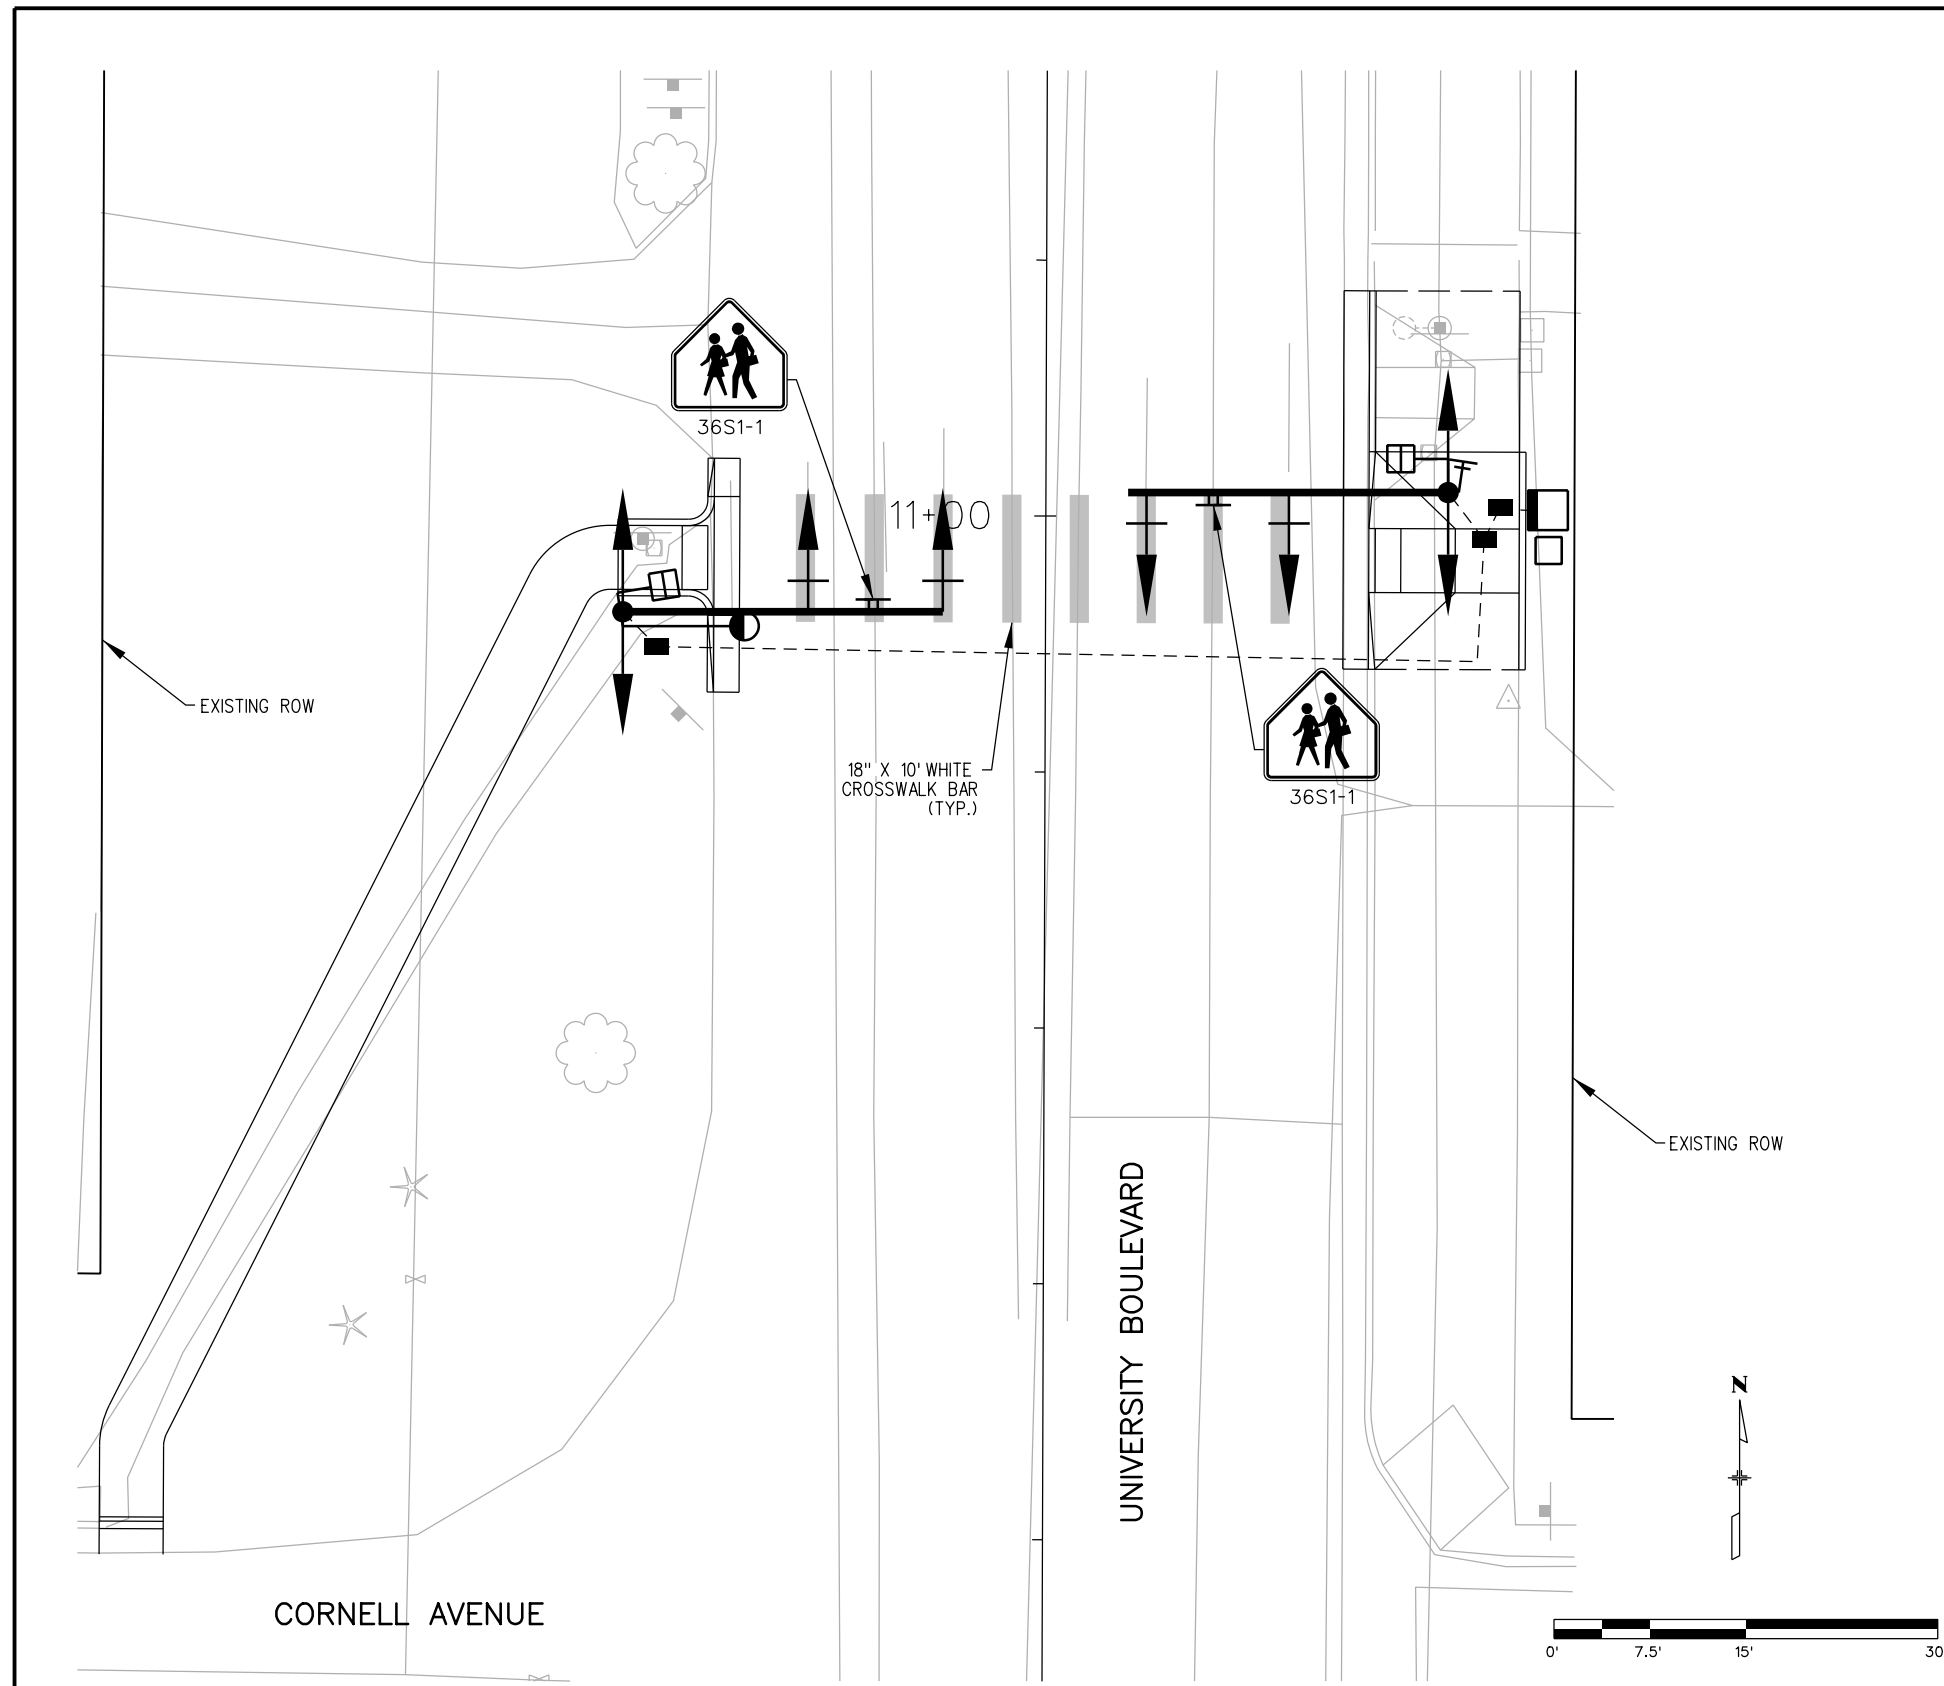 36S1-1
11+00
EXISTING ROW
18" X 10' WHITE
CROSSWALK BAR
(TYP.)
36S1-1
EXISTING ROW
UNIVERSITY BOULEVARD
N
CORNELL AVENUE
0' 7.5' 15' 30